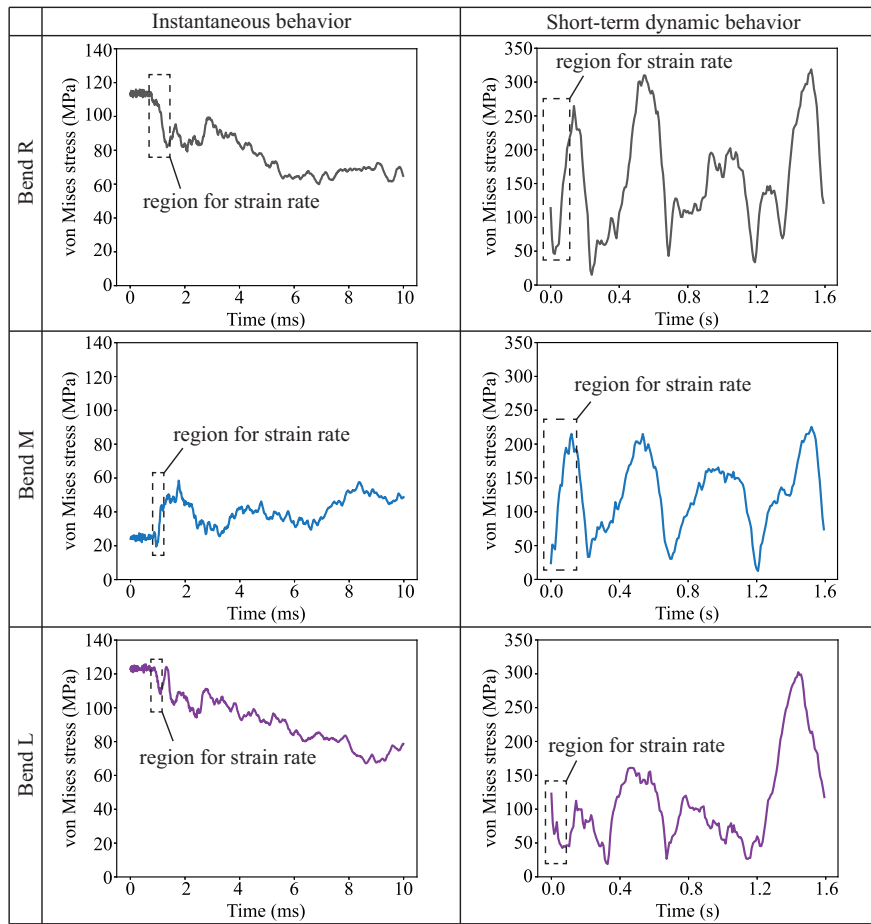 Instantaneous behavior
Short-term dynamic behavior
Bend R
von Mises stress (MPa)
140
120
100
80
60
40
20
0
region for strain rate
0 2 4 6 8 10
Time (ms)
von Mises stress (MPa)
350
300
250
200
150
100
50
0
region for strain rate
0.0 0.4 0.8 1.2 1.6
Time (s)
Bend M
von Mises stress (MPa)
140
120
100
80
60
40
20
0
region for strain rate
0 2 4 6 8 10
Time (ms)
von Mises stress (MPa)
350
300
250
200
150
100
50
0
region for strain rate
0.0 0.4 0.8 1.2 1.6
Time (s)
Bend L
von Mises stress (MPa)
140
120
100
80
60
40
20
0
region for strain rate
0 2 4 6 8 10
Time (ms)
von Mises stress (MPa)
350
300
250
200
150
100
50
0
region for strain rate
0.0 0.4 0.8 1.2 1.6
Time (s)